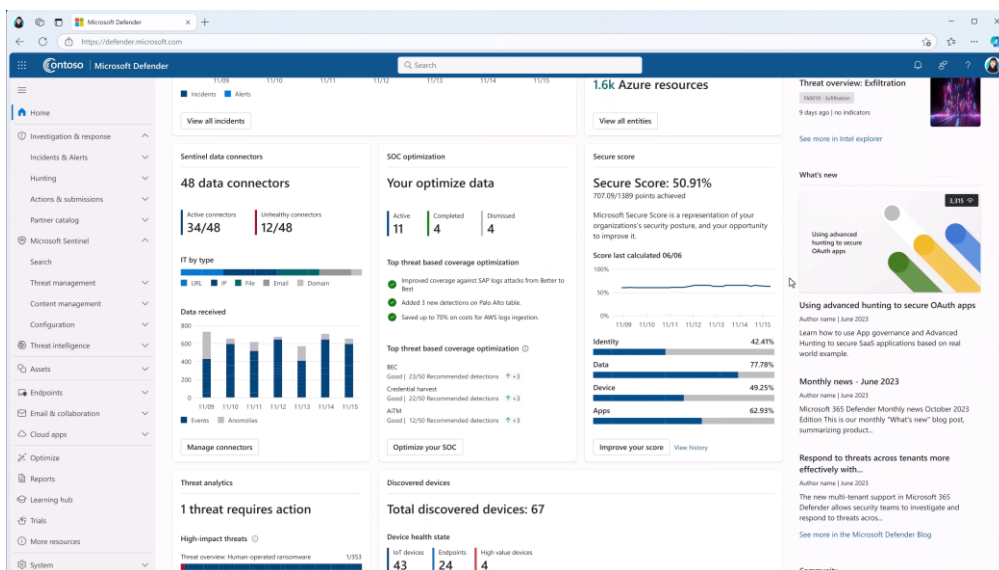 Microsoft Defender
https://defender.microsoft.com
Contoso | Microsoft Defender
Search
?
Home
Investigation & response
Incidents & Alerts
Hunting
Actions & submissions
Partner catalog
Microsoft Sentinel
Search
Threat management
Content management
Configuration
Threat intelligence
Assets
Endpoints
Email & collaboration
Cloud apps
Optimize
Reports
Learning hub
Trials
More resources
System
11/09 11/10 11/11 11/12 11/13 11/14 11/15
Incidents Alerts
View all incidents
1.6k Azure resources
View all entities
Sentinel data connectors
48 data connectors
Active connectors Unhealthy connectors
34/48 12/48
IT by type
URL IP File Email Domain
Data received
800
600
400
200
0
11/09 11/10 11/11 11/12 11/13 11/14 11/15
Events Anomolies
Manage connectors
SOC optimization
Your optimize data
Active Completed Dismissed
11 4 4
Top threat based coverage optimization
Improved coverage against SAP logs attacks from Better to
Best
Added 3 new detections on Palo Alto table.
Saved up to 70% on costs for AWS logs ingestion.
Top threat based coverage optimization
BEC
Good | 23/50 Recommended detections ↑ +3
Credential harvest
Good | 22/50 Recommended detections ↑ +3
AiTM
Good | 12/50 Recommended detections ↑ +3
Optimize your SOC
Secure score
Secure Score: 50.91%
707.09/1389 points achieved
Microsoft Secure Score is a representation of your
organization's security posture, and your opportunity
to improve it.
Score last calculated 06/06
100%
50%
0%
11/09 11/10 11/11 11/12 11/13 11/14 11/15
Identity 42.41%
Data 77.78%
Device 49.25%
Apps 62.93%
Improve your score View history
Threat analytics
1 threat requires action
High-impact threats
Threat overview: Human-operated ransomware 1/353
Discovered devices
Total discovered devices: 67
Device health state
IoT devices Endpoints High value devices
43 24 4
Threat overview: Exfiltration
TA0010 - Exfiltration
9 days ago | no indicators
See more in Intel explorer
What's new
3,315
Using advanced
hunting to secure
OAuth apps
Using advanced hunting to secure OAuth apps
Author name | June 2023
Learn how to use App governance and Advanced
Hunting to secure SaaS applications based on real
world example.
Monthly news - June 2023
Author name | June 2023
Microsoft 365 Defender Monthly news October 2023
Edition This is our monthly "What's new" blog post,
summarizing product...
Respond to threats across tenants more
effectively with...
Author name | June 2023
The new multi-tenant support in Microsoft 365
Defender allows security teams to investigate and
respond to threats acros...
See more in the Microsoft Defender Blog
Community